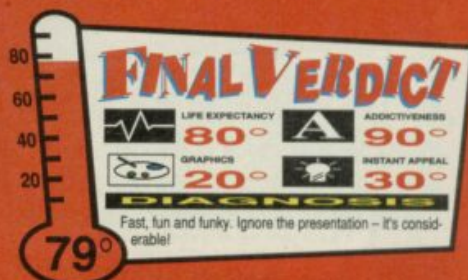 80
60
40
20
79°
FINAL VERDICT
LIFE EXPECTANCY
80°
ADDICTIVENESS
A
90°
GRAPHICS
20°
INSTANT APPEAL
30°
DIAGNOSIS
Fast, fun and funky. Ignore the presentation – it's consid-
erable!